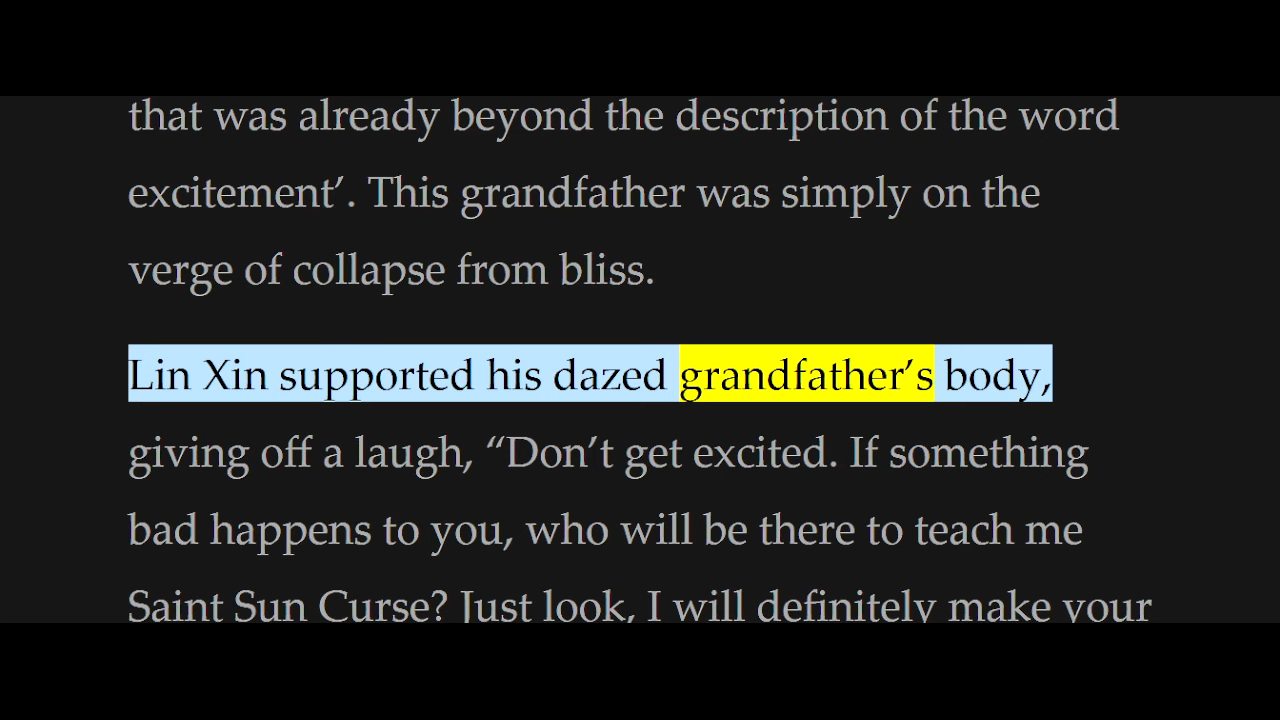 that was already beyond the description of the word
excitement’. This grandfather was simply on the
verge of collapse from bliss.
Lin Xin supported his dazed grandfather’s body,
giving off a laugh, “Don’t get excited. If something
bad happens to you, who will be there to teach me
Saint Sun Curse? Just look, I will definitely make your